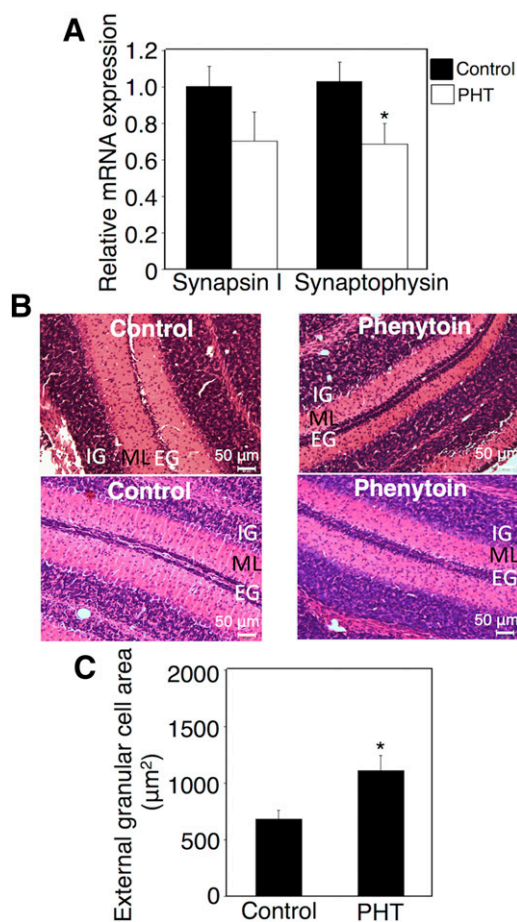 A
Relative mRNA expression
1.2
1.0
0.8
0.6
0.4
0.2
0
*
Control
PHT
Synapsin I Synaptophysin
B
Control
IG ML EG 50 µm
Phenytoin
IG
ML
EG
50 µm
Control
IG
ML
EG
50 µm
Phenytoin
IG
ML
EG
50 µm
C
External granular cell area
(µm²)
2000
1500
1000
500
0
*
Control PHT